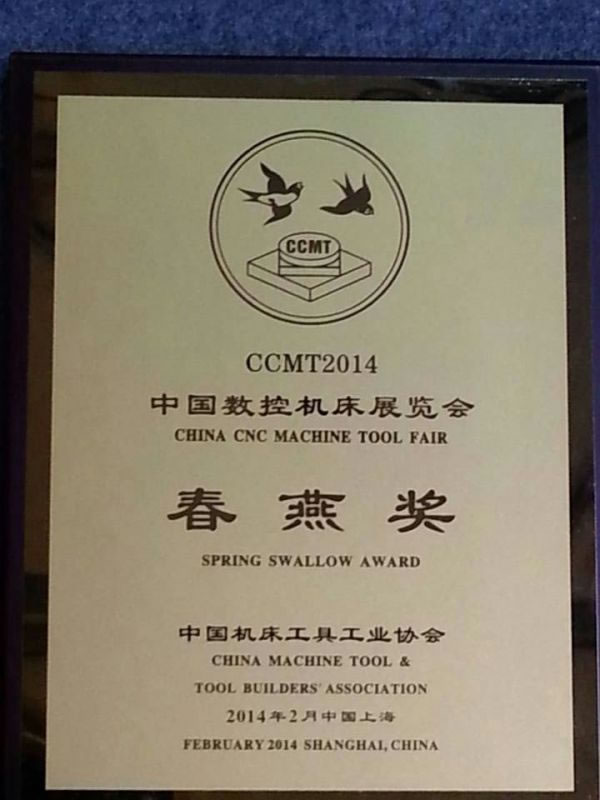 CCMT
CCMT2014
中国数控机床展览会
CHINA CNC MACHINE TOOL FAIR
春燕奖
SPRING SWALLOW AWARD
中国机床工具工业协会
CHINA MACHINE TOOL &
TOOL BUILDERS' ASSOCIATION
2014年2月中国上海
FEBRUARY 2014 SHANGHAI, CHINA